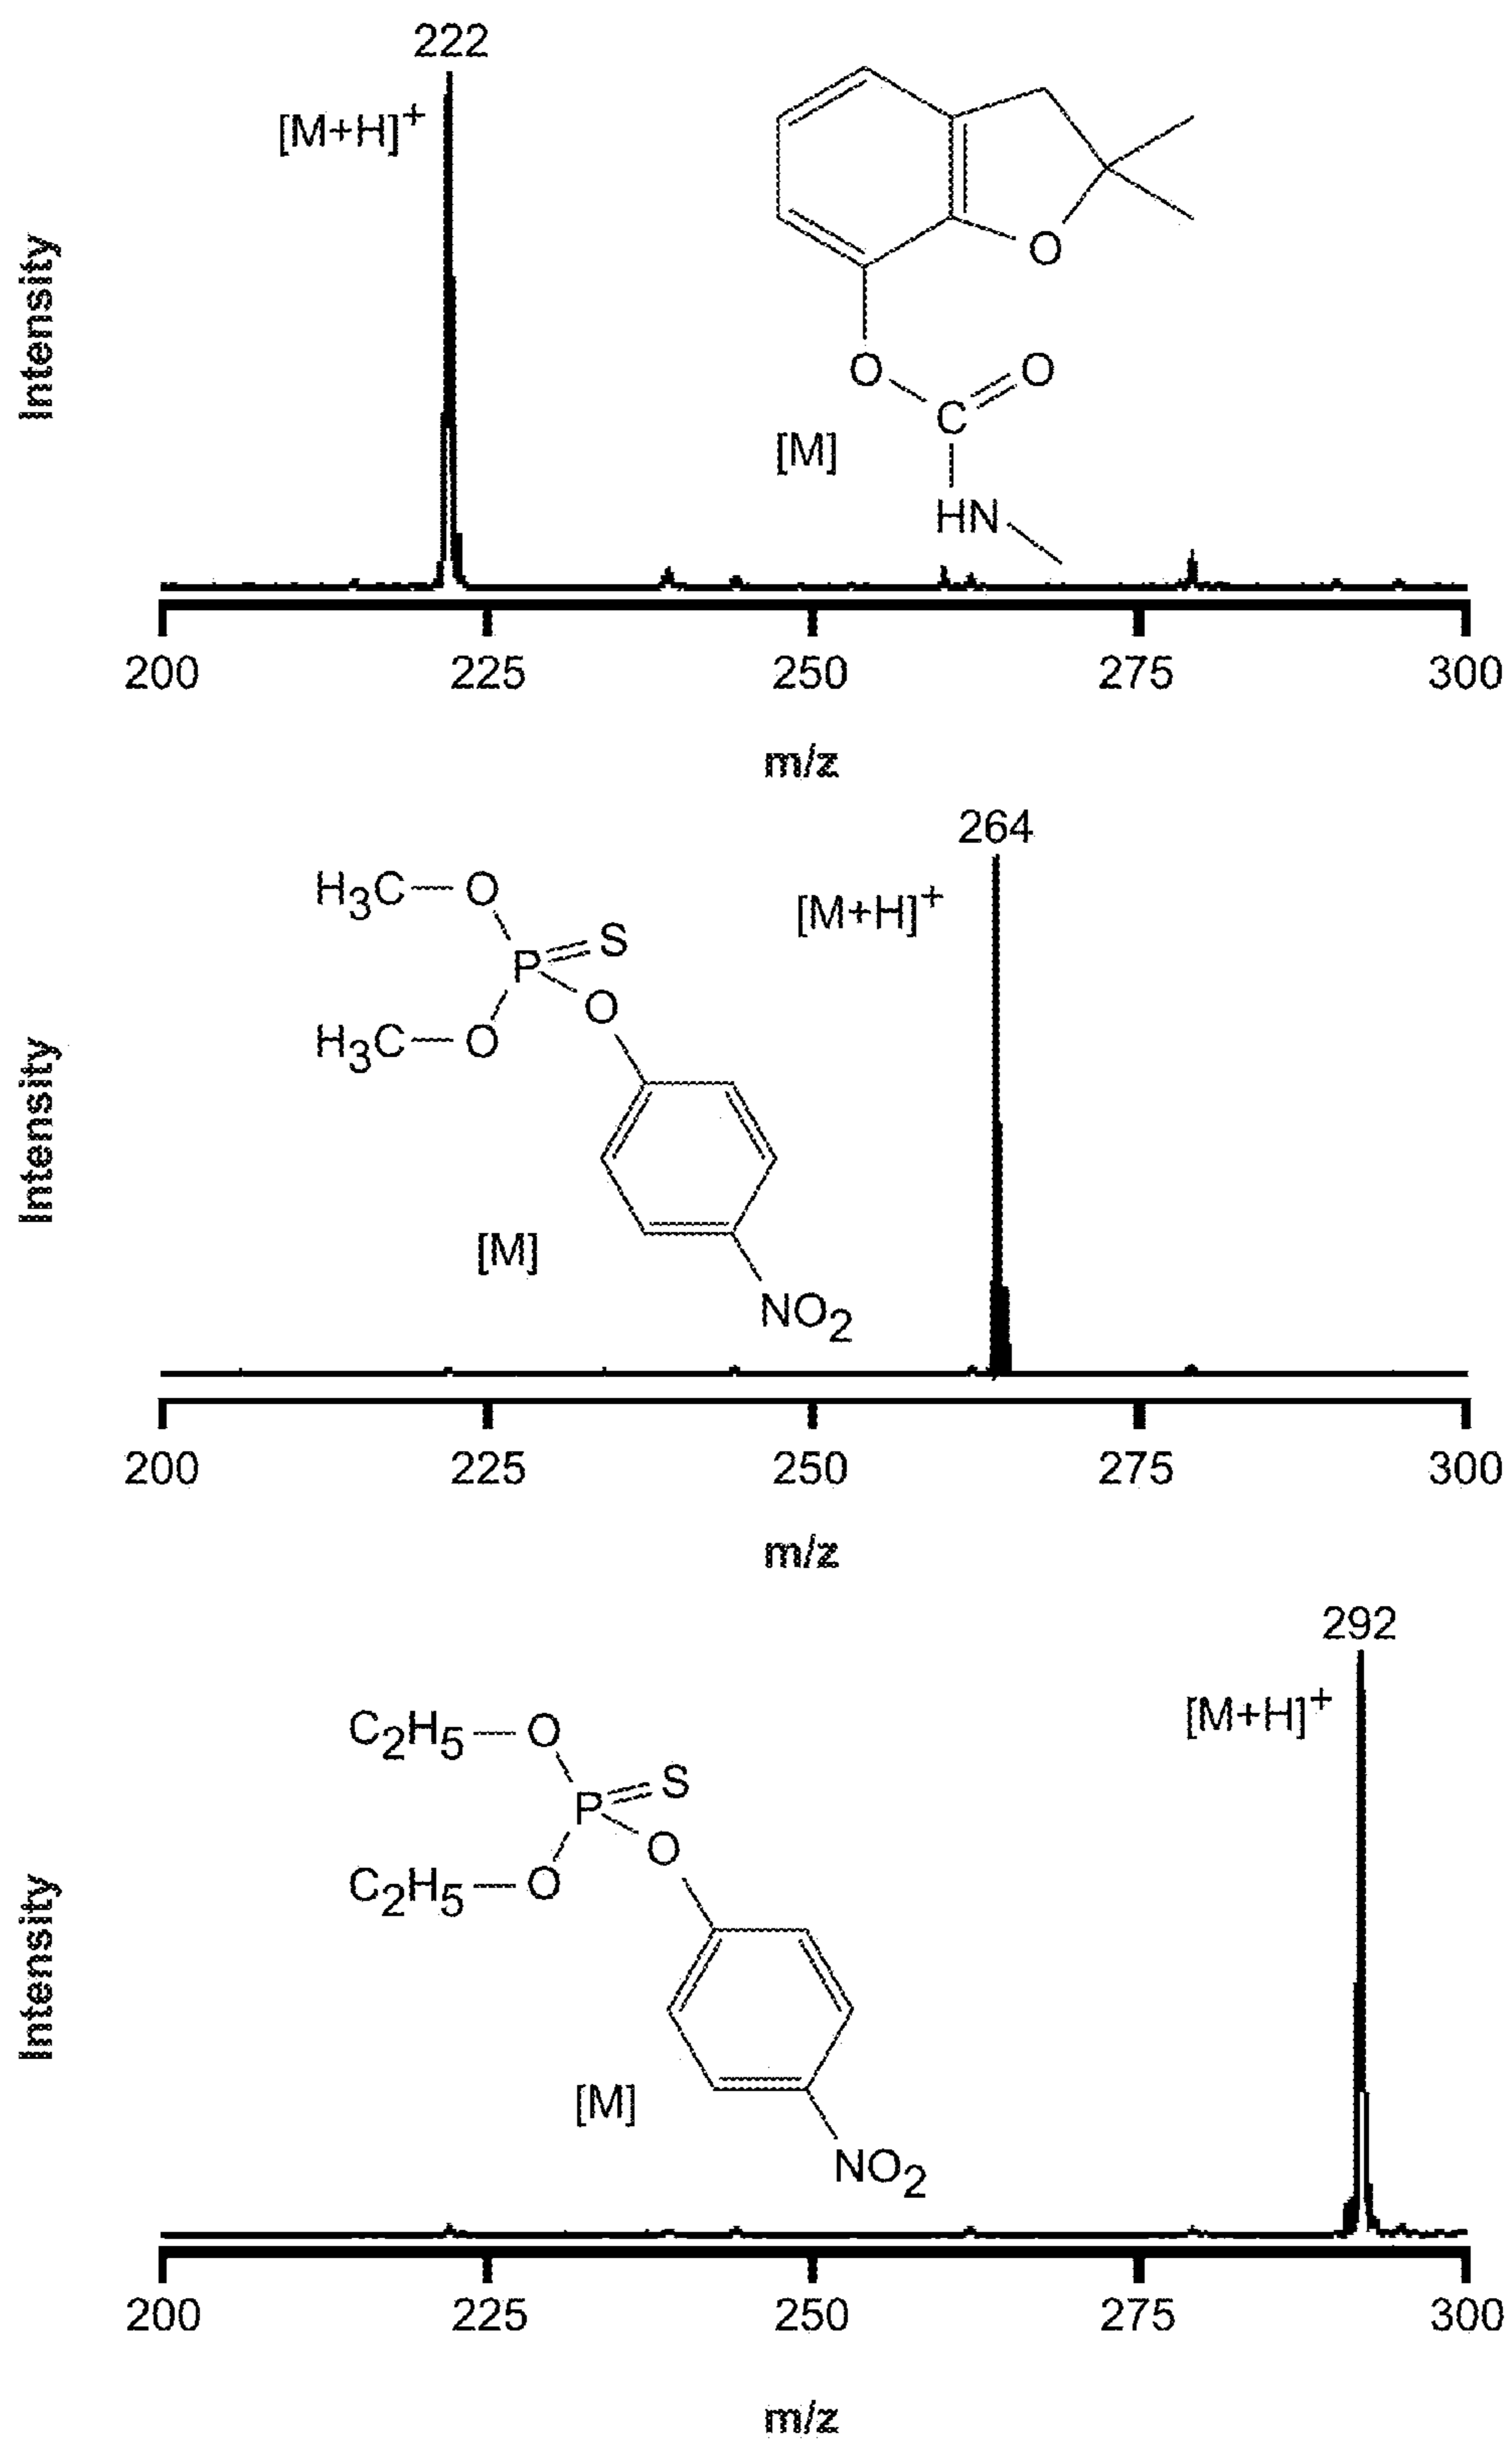 222
[M+H]+
Intensity
O
O
O
C
[M]
HN
200 225 250 275 300
m/z
264
H3C O
[M+H]+
S
P
O
H3C O
Intensity
[M]
NO2
200 225 250 275 300
m/z
292
[M+H]+
C2H5 O
S
P
O
C2H5 O
Intensity
[M]
NO2
200 225 250 275 300
m/z